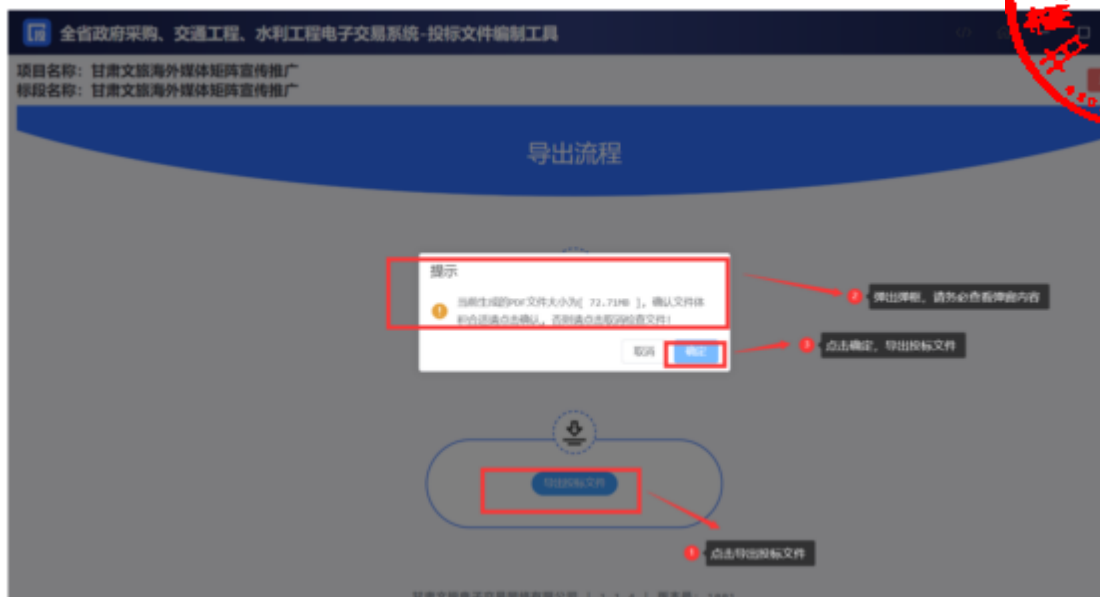 投
全省政府采购、交通工程、水利工程电子交易系统-投标文件编制工具
项目名称：甘肃文旅海外媒体矩阵宣传推广
标段名称：甘肃文旅海外媒体矩阵宣传推广
导出流程
提示
当前生成的PDF文件大小为[ 72.71MB ]，确认文件体
积合适请点击确认，否则请点击取消检查文件!
取消 确定
2 弹出弹框，请务必查看弹窗内容
3 点击确定，导出投标文件
导出投标文件
1 点击导出投标文件